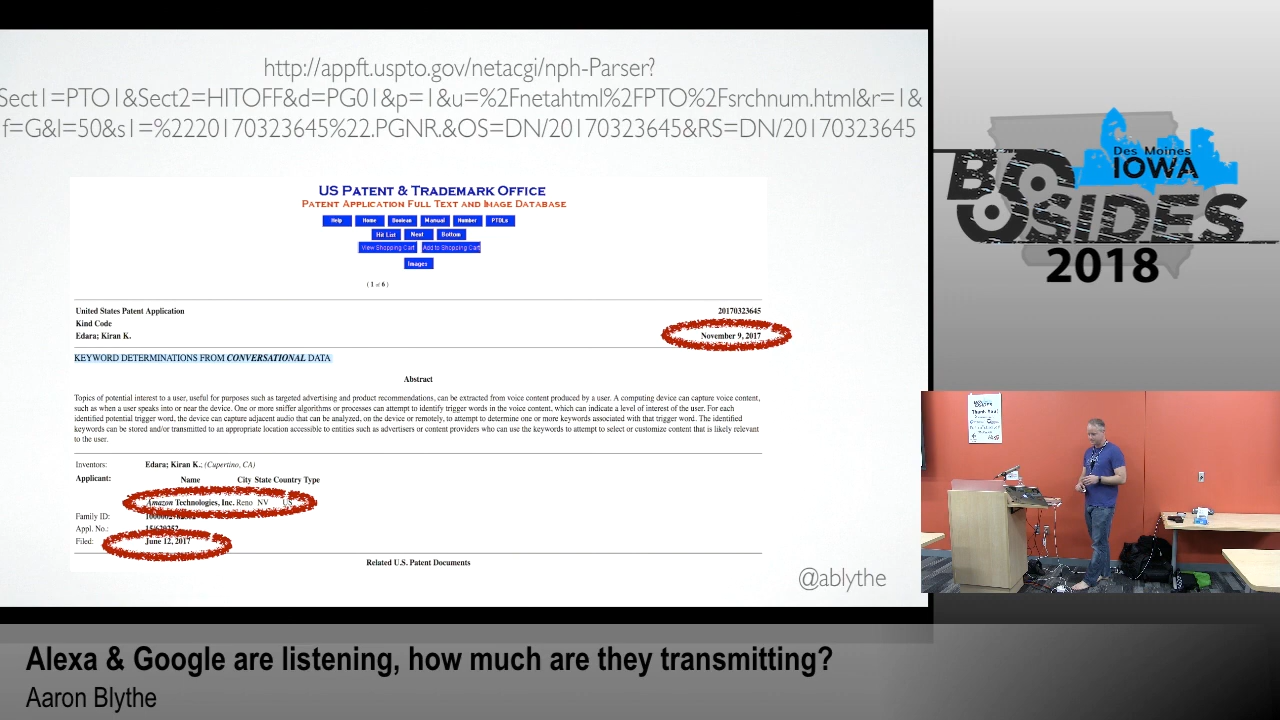 http://appft.uspto.gov/netacgi/nph-Parser?
Sect1=PTO1&Sect2=HITOFF&d=PG01&p=1&u=%2Fnetahtml%2FPTO%2Fsrchnum.html&r=1&
f=G&l=50&s1=%2220170323645%22.PGNR.&OS=DN/20170323645&RS=DN/20170323645
US PATENT & TRADEMARK OFFICE
PATENT APPLICATION FULL TEXT AND IMAGE DATABASE
Help Home Boolean Manual Number PTDLs
Hit List Next Bottom
View Shopping Cart Add to Shopping Cart
Images
( 1 of 6 )
United States Patent Application 20170323645
Kind Code
Edara; Kiran K. November 9, 2017
KEYWORD DETERMINATIONS FROM CONVERSATIONAL DATA
Abstract
Topics of potential interest to a user, useful for purposes such as targeted advertising and product recommendations, can be extracted from voice content produced by a user. A computing device can capture voice content,
such as when a user speaks into or near the device. One or more sniffer algorithms or processes can attempt to identify trigger words in the voice content, which can indicate a level of interest of the user. For each
identified potential trigger word, the device can capture adjacent audio that can be analyzed, on the device or remotely, to attempt to determine one or more keywords associated with that trigger word. The identified
keywords can be stored and/or transmitted to an appropriate location accessible to entities such as advertisers or content providers who can use the keywords to attempt to select or customize content that is likely relevant
to the user.
Inventors: Edara; Kiran K.; (Cupertino, CA)
Applicant: Name City State Country Type
Amazon Technologies, Inc. Reno NV US
Family ID:
Appl. No.:
Filed: June 12, 2017
Related U.S. Patent Documents
@ablythe
Des Moines
IOWA
BSIDES
2018
Thank You!
Alexa & Google are listening, how much are they transmitting?
Aaron Blythe